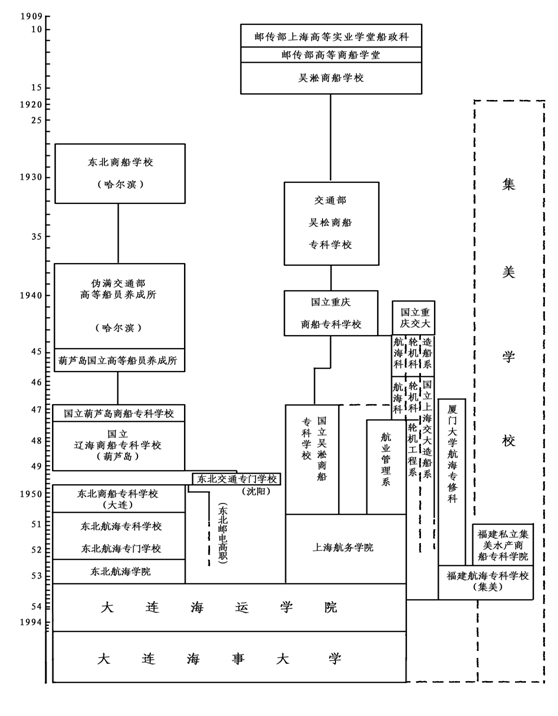 1909
10
15
1920
25
1930
35
1940
45
46
47
48
49
1950
51
52
53
54
1994
邮传部上海高等实业学堂船政科
邮传部高等商船学堂
吴淞商船学校
东北商船学校
(哈尔滨)
交通部
吴松商船
专科学校
伪满交通部
高等船员养成所
(哈尔滨)
葫芦岛国立高等船员养成所
国立重庆
商船专科学校
国立重
庆交大
航海科
轮机科
造船系
航海科
轮机科
国立上海交大造船系
轮机工程系
国立葫芦岛商船专科学校
国立
辽海商船专科学校
(葫芦岛)
国立吴淞商船
专科学校
航业管理系
厦门大学航海专修科
东北交通专门学校
(沈阳)
东北商船专科学校
(大连)
(东北邮电高职)
东北航海专科学校
东北航海专门学校
东北航海学院
上海航务学院
福建私立集
美水产商
船专科学院
福建航海专科学校
(集美)
集美学校
大连海运学院
大连海事大学